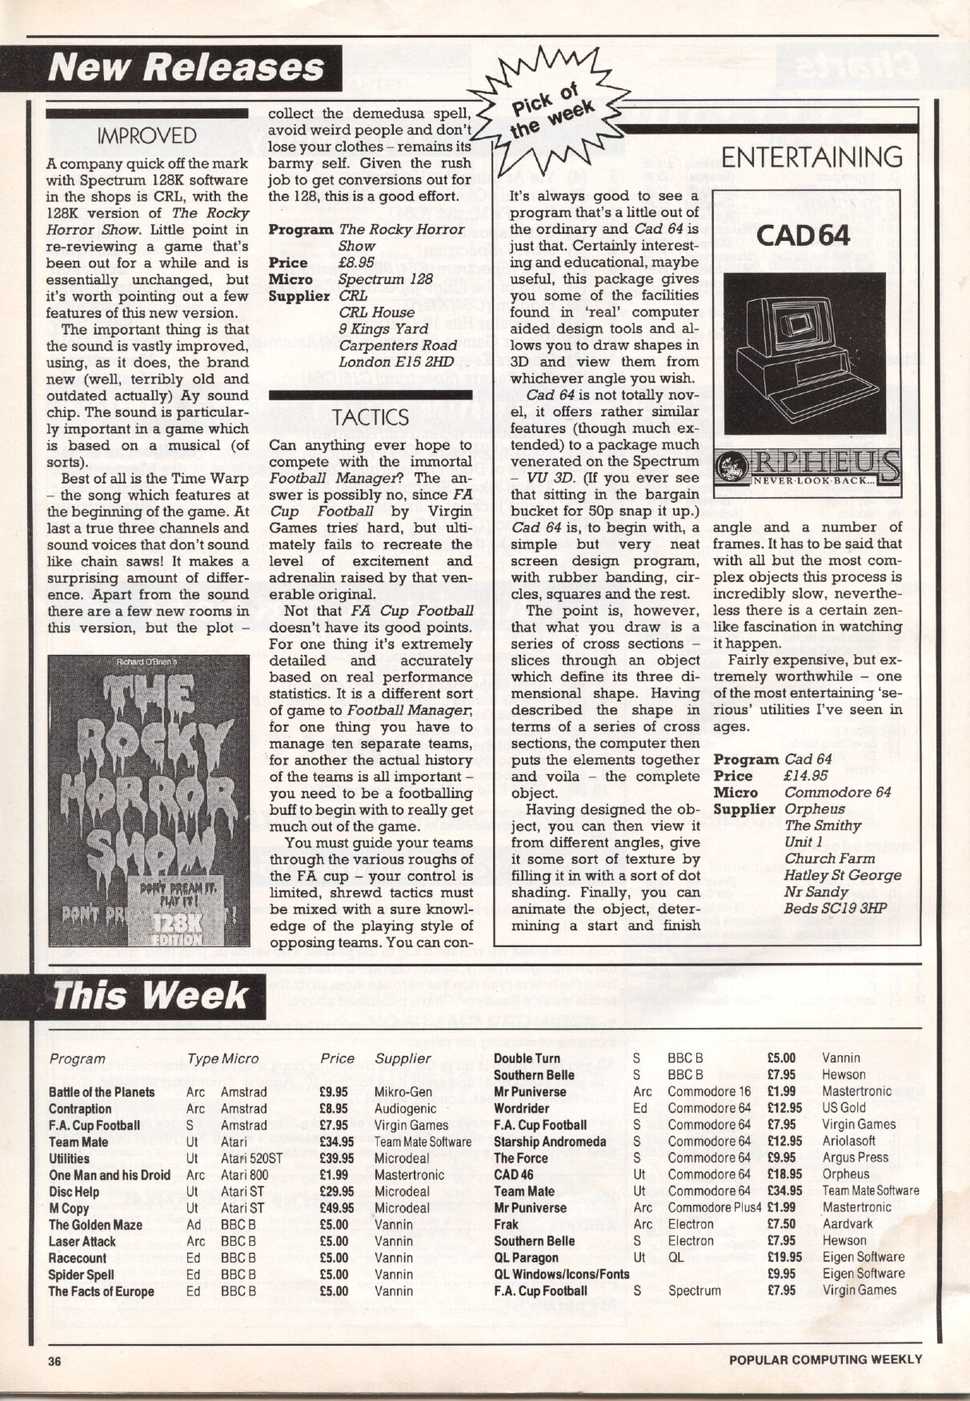 New Releases
IMPROVED
A company quick off the mark
with Spectrum 128K software
in the shops is CRL, with the
128K version of The Rocky
Horror Show. Little point in
re-reviewing a game that's
been out for a while and is
essentially unchanged, but
it's worth pointing out a few
features of this new version.
The important thing is that
the sound is vastly improved,
using, as it does, the brand
new (well, terribly old and
outdated actually) Ay sound
chip. The sound is particular-
ly important in a game which
is based on a musical (of
sorts).
Best of all is the Time Warp
– the song which features at
the beginning of the game. At
last a true three channels and
sound voices that don't sound
like chain saws! It makes a
surprising amount of differ-
ence. Apart from the sound
there are a few new rooms in
this version, but the plot –
Richard O'Brien's
THE
ROCKY
HORROR
SHOW
DON'T DREAM IT,
PLAY IT!
128K
EDITION
collect the demedusa spell,
avoid weird people and don't
lose your clothes – remains its
barmy self. Given the rush
job to get conversions out for
the 128, this is a good effort.
Program The Rocky Horror
Show
Price £8.95
Micro Spectrum 128
Supplier CRL
CRL House
9 Kings Yard
Carpenters Road
London E15 2HD
TACTICS
Can anything ever hope to
compete with the immortal
Football Manager? The an-
swer is possibly no, since FA
Cup Football by Virgin
Games tries hard, but ulti-
mately fails to recreate the
level of excitement and
adrenalin raised by that ven-
erable original.
Not that FA Cup Football
doesn't have its good points.
For one thing it's extremely
detailed and accurately
based on real performance
statistics. It is a different sort
of game to Football Manager;
for one thing you have to
manage ten separate teams,
for another the actual history
of the teams is all important –
you need to be a footballing
buff to begin with to really get
much out of the game.
You must guide your teams
through the various roughs of
the FA cup – your control is
limited, shrewd tactics must
be mixed with a sure knowl-
edge of the playing style of
opposing teams. You can con-
Pick of
the week
ENTERTAINING
It's always good to see a
program that's a little out of
the ordinary and Cad 64 is
just that. Certainly interest-
ing and educational, maybe
useful, this package gives
you some of the facilities
found in 'real' computer
aided design tools and al-
lows you to draw shapes in
3D and view them from
whichever angle you wish.
Cad 64 is not totally nov-
el, it offers rather similar
features (though much ex-
tended) to a package much
venerated on the Spectrum
– VU 3D. (If you ever see
that sitting in the bargain
bucket for 50p snap it up.)
Cad 64 is, to begin with, a
simple but very neat
screen design program,
with rubber banding, cir-
cles, squares and the rest.
The point is, however,
that what you draw is a
series of cross sections –
slices through an object
which define its three di-
mensional shape. Having
described the shape in
terms of a series of cross
sections, the computer then
puts the elements together
and voila – the complete
object.
Having designed the ob-
ject, you can then view it
from different angles, give
it some sort of texture by
filling it in with a sort of dot
shading. Finally, you can
animate the object, deter-
mining a start and finish
CAD64
ORPHEUS
NEVER·LOOK·BACK...
angle and a number of
frames. It has to be said that
with all but the most com-
plex objects this process is
incredibly slow, neverthe-
less there is a certain zen-
like fascination in watching
it happen.
Fairly expensive, but ex-
tremely worthwhile – one
of the most entertaining 'se-
rious' utilities I've seen in
ages.
Program Cad 64
Price £14.95
Micro Commodore 64
Supplier Orpheus
The Smithy
Unit 1
Church Farm
Hatley St George
Nr Sandy
Beds SC19 3HP
This Week
Program Type Micro Price Supplier
Battle of the Planets Arc Amstrad £9.95 Mikro-Gen
Contraption Arc Amstrad £8.95 Audiogenic
F.A. Cup Football S Amstrad £7.95 Virgin Games
Team Mate Ut Atari £34.95 Team Mate Software
Utilities Ut Atari 520ST £39.95 Microdeal
One Man and his Droid Arc Atari 800 £1.99 Mastertronic
Disc Help Ut Atari ST £29.95 Microdeal
M Copy Ut Atari ST £49.95 Microdeal
The Golden Maze Ad BBC B £5.00 Vannin
Laser Attack Arc BBC B £5.00 Vannin
Racecount Ed BBC B £5.00 Vannin
Spider Spell Ed BBC B £5.00 Vannin
The Facts of Europe Ed BBC B £5.00 Vannin
Double Turn S BBC B £5.00 Vannin
Southern Belle S BBC B £7.95 Hewson
Mr Puniverse Arc Commodore 16 £1.99 Mastertronic
Wordrider Ed Commodore 64 £12.95 US Gold
F.A. Cup Football S Commodore 64 £7.95 Virgin Games
Starship Andromeda S Commodore 64 £12.95 Ariolasoft
The Force S Commodore 64 £9.95 Argus Press
CAD 46 Ut Commodore 64 £18.95 Orpheus
Team Mate Ut Commodore 64 £34.95 Team Mate Software
Mr Puniverse Arc Commodore Plus4 £1.99 Mastertronic
Frak Arc Electron £7.50 Aardvark
Southern Belle S Electron £7.95 Hewson
QL Paragon Ut QL £19.95 Eigen Software
QL Windows/Icons/Fonts £9.95 Eigen Software
F.A. Cup Football S Spectrum £7.95 Virgin Games
36
POPULAR COMPUTING WEEKLY